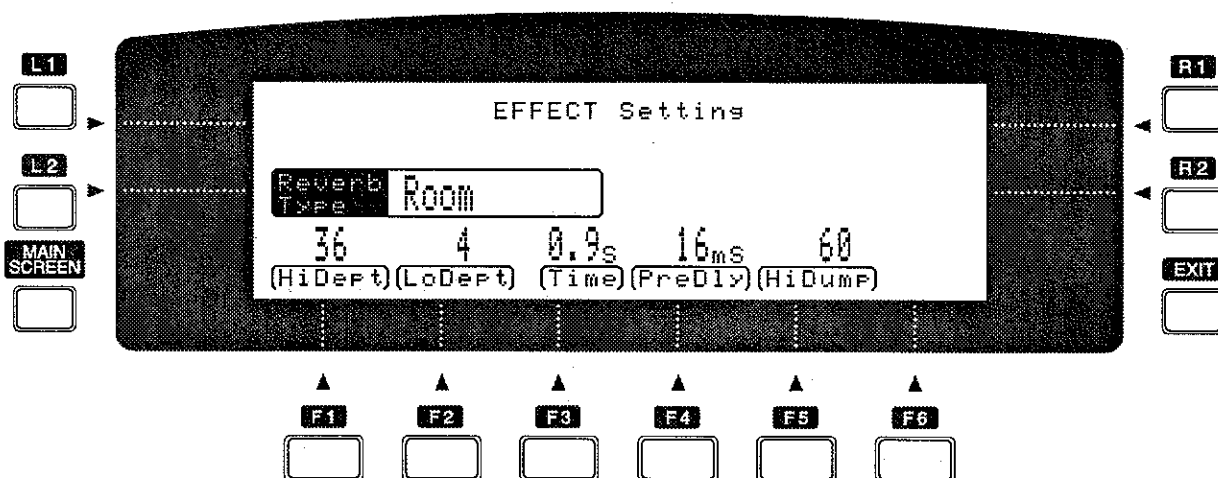 L1
R1
EFFECT Setting
L2
R2
Reverb Type
Room
MAIN SCREEN
36 4 0.9s 16ms 60
HiDept LoDept Time PreDly HiDump
EXIT
F1 F2 F3 F4 F5 F6